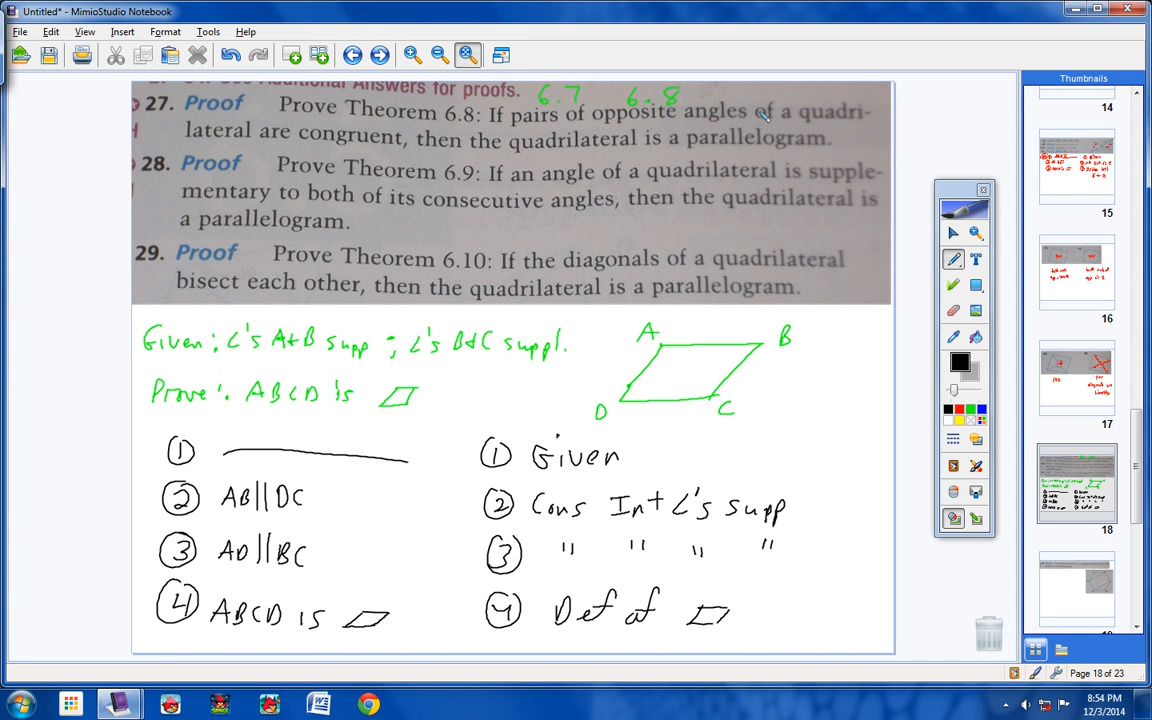 Untitled* - MimioStudio Notebook
File Edit View Insert Format Tools Help
Additional Answers for proofs.
6.7 6.8
27. Proof Prove Theorem 6.8: If pairs of opposite angles of a quadri-
lateral are congruent, then the quadrilateral is a parallelogram.
28. Proof Prove Theorem 6.9: If an angle of a quadrilateral is supple-
mentary to both of its consecutive angles, then the quadrilateral is
a parallelogram.
29. Proof Prove Theorem 6.10: If the diagonals of a quadrilateral
bisect each other, then the quadrilateral is a parallelogram.
Given: ∠'s A+B supp; ∠'s B+C suppl.
Prove: ABCD is ▱
A B
D C
① ① Given
② AB||DC ② Cons Int ∠'s supp
③ AD||BC ③ " " " "
④ ABCD is ▱ ④ Def of ▱
Thumbnails
14
15
16
17
18
Page 18 of 23
8:54 PM
12/3/2014